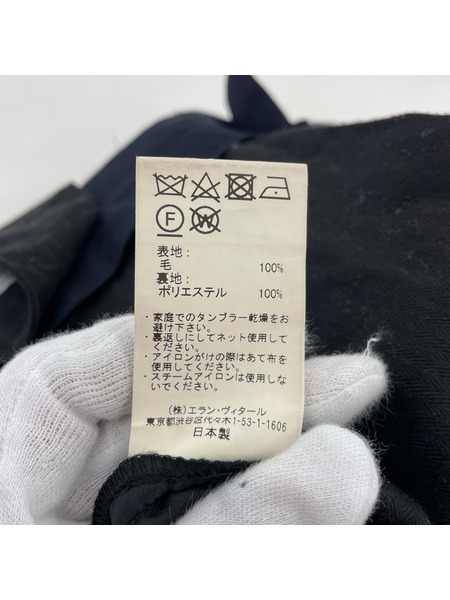 F W
表地:
毛 100%
裏地:
ポリエステル 100%
・家庭でのタンブラー乾燥をお
避け下さい。
・裏返しにしてネット使用して
ください。
・アイロンがけの際はあて布を
使用してください。
・スチームアイロンは使用しな
いでください。
(株)エラン・ヴィタール
東京都渋谷区代々木1-53-1-1606
日本製